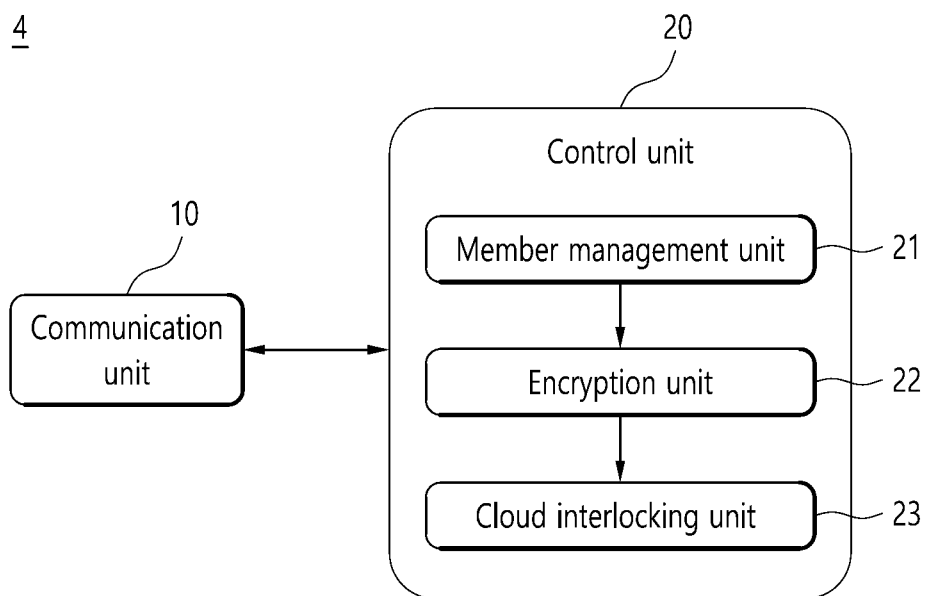 4
20
Control unit
10
Member management unit
21
Communication
unit
Encryption unit
22
Cloud interlocking unit
23